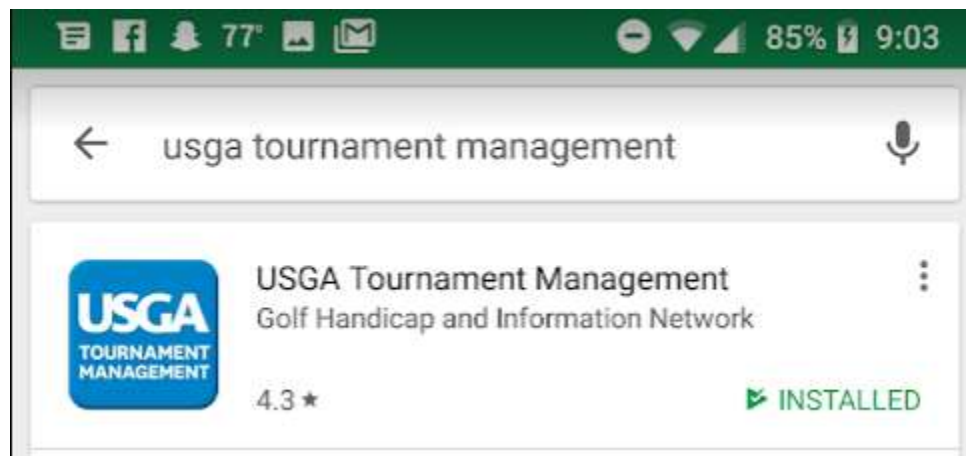 77° 85% 9:03
usga tournament management
USGA Tournament Management
Golf Handicap and Information Network
USGA
TOURNAMENT
MANAGEMENT
4.3 ★ INSTALLED